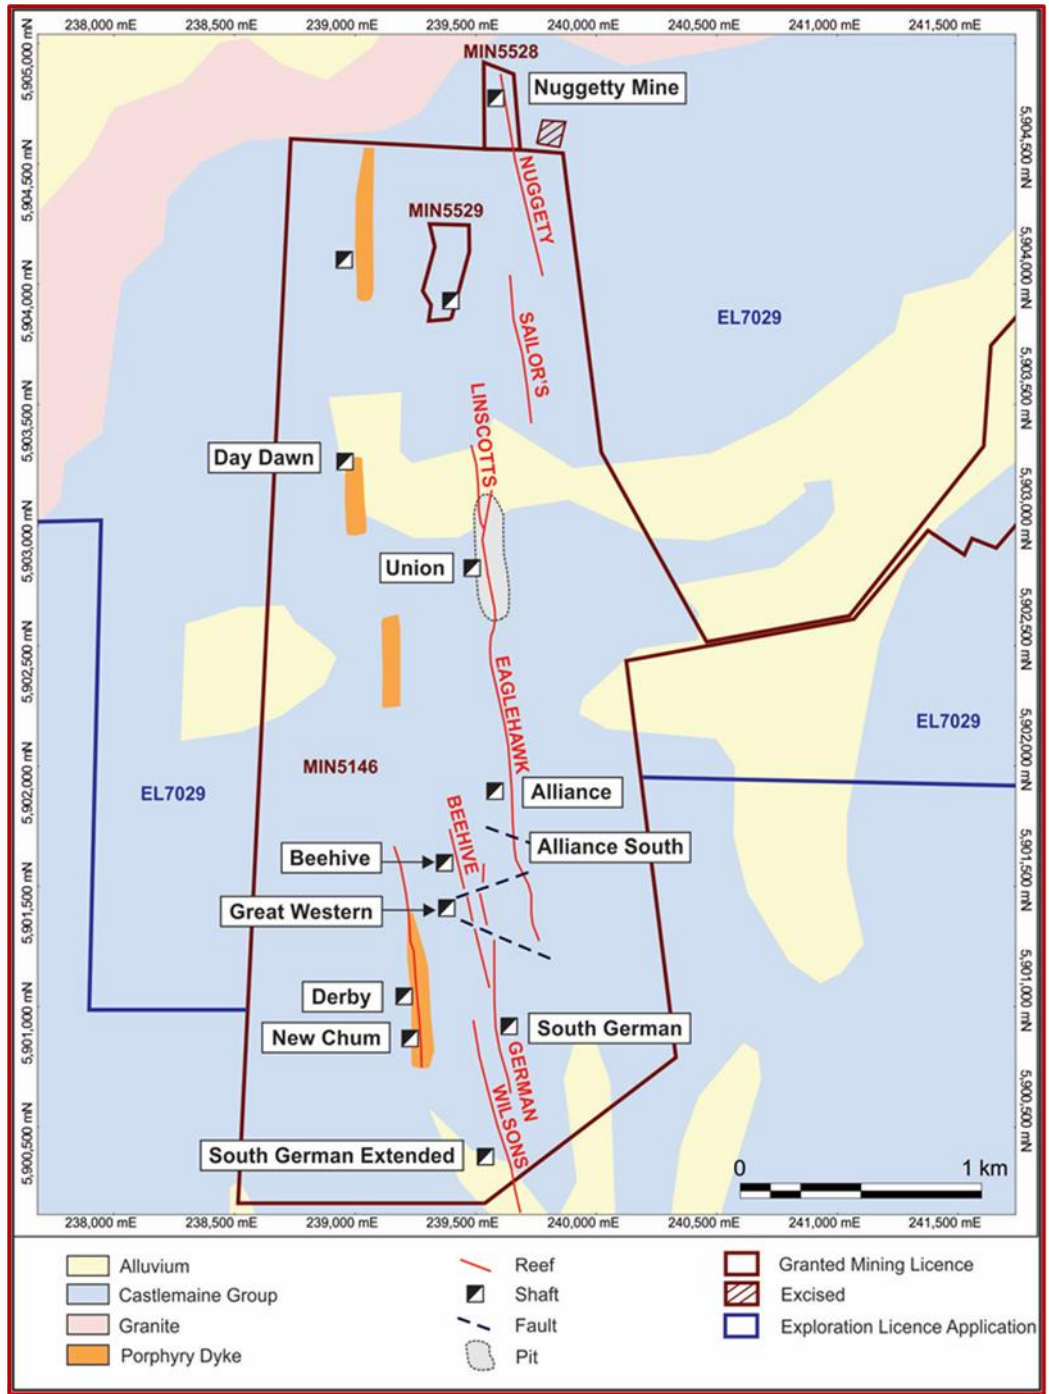 238,000 mE 238,500 mE 239,000 mE 239,500 mE 240,000 mE 240,500 mE 241,000 mE 241,500 mE
5,905,000 mN
5,904,500 mN
5,904,500 mN
5,904,000 mN
5,904,000 mN
5,903,500 mN
5,903,500 mN
5,903,000 mN
5,903,000 mN
5,902,500 mN
5,902,500 mN
5,902,000 mN
5,902,000 mN
5,901,500 mN
5,901,500 mN
5,901,000 mN
5,901,000 mN
5,900,500 mN
5,900,500 mN
MIN5528
Nuggetty Mine
NUGGETY
MIN5529
EL7029
SAILOR'S
LINSCOTTS
Day Dawn
Union
EAGLEHAWK
EL7029
MIN5146
EL7029
Alliance
BEEHIVE
Alliance South
Beehive
Great Western
Derby
South German
New Chum
GERMAN
WILSONS
South German Extended
0 1 km
238,000 mE 238,500 mE 239,000 mE 239,500 mE 240,000 mE 240,500 mE 241,000 mE 241,500 mE
Alluvium
Castlemaine Group
Granite
Porphyry Dyke
Reef
Shaft
Fault
Pit
Granted Mining Licence
Excised
Exploration Licence Application